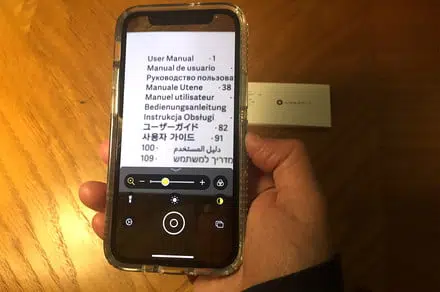 User Manual · 1
Manual de usuario ·
Руководство пользова
Manuale Utene · 38
Manuel utilisateur
Bedienungsanleitung
Instrukcja Obsługi ·
ユーザーガイド · 82
사용자 가이드 · 91
دليل المستخدم · 100
מדריך למשתמש · 109